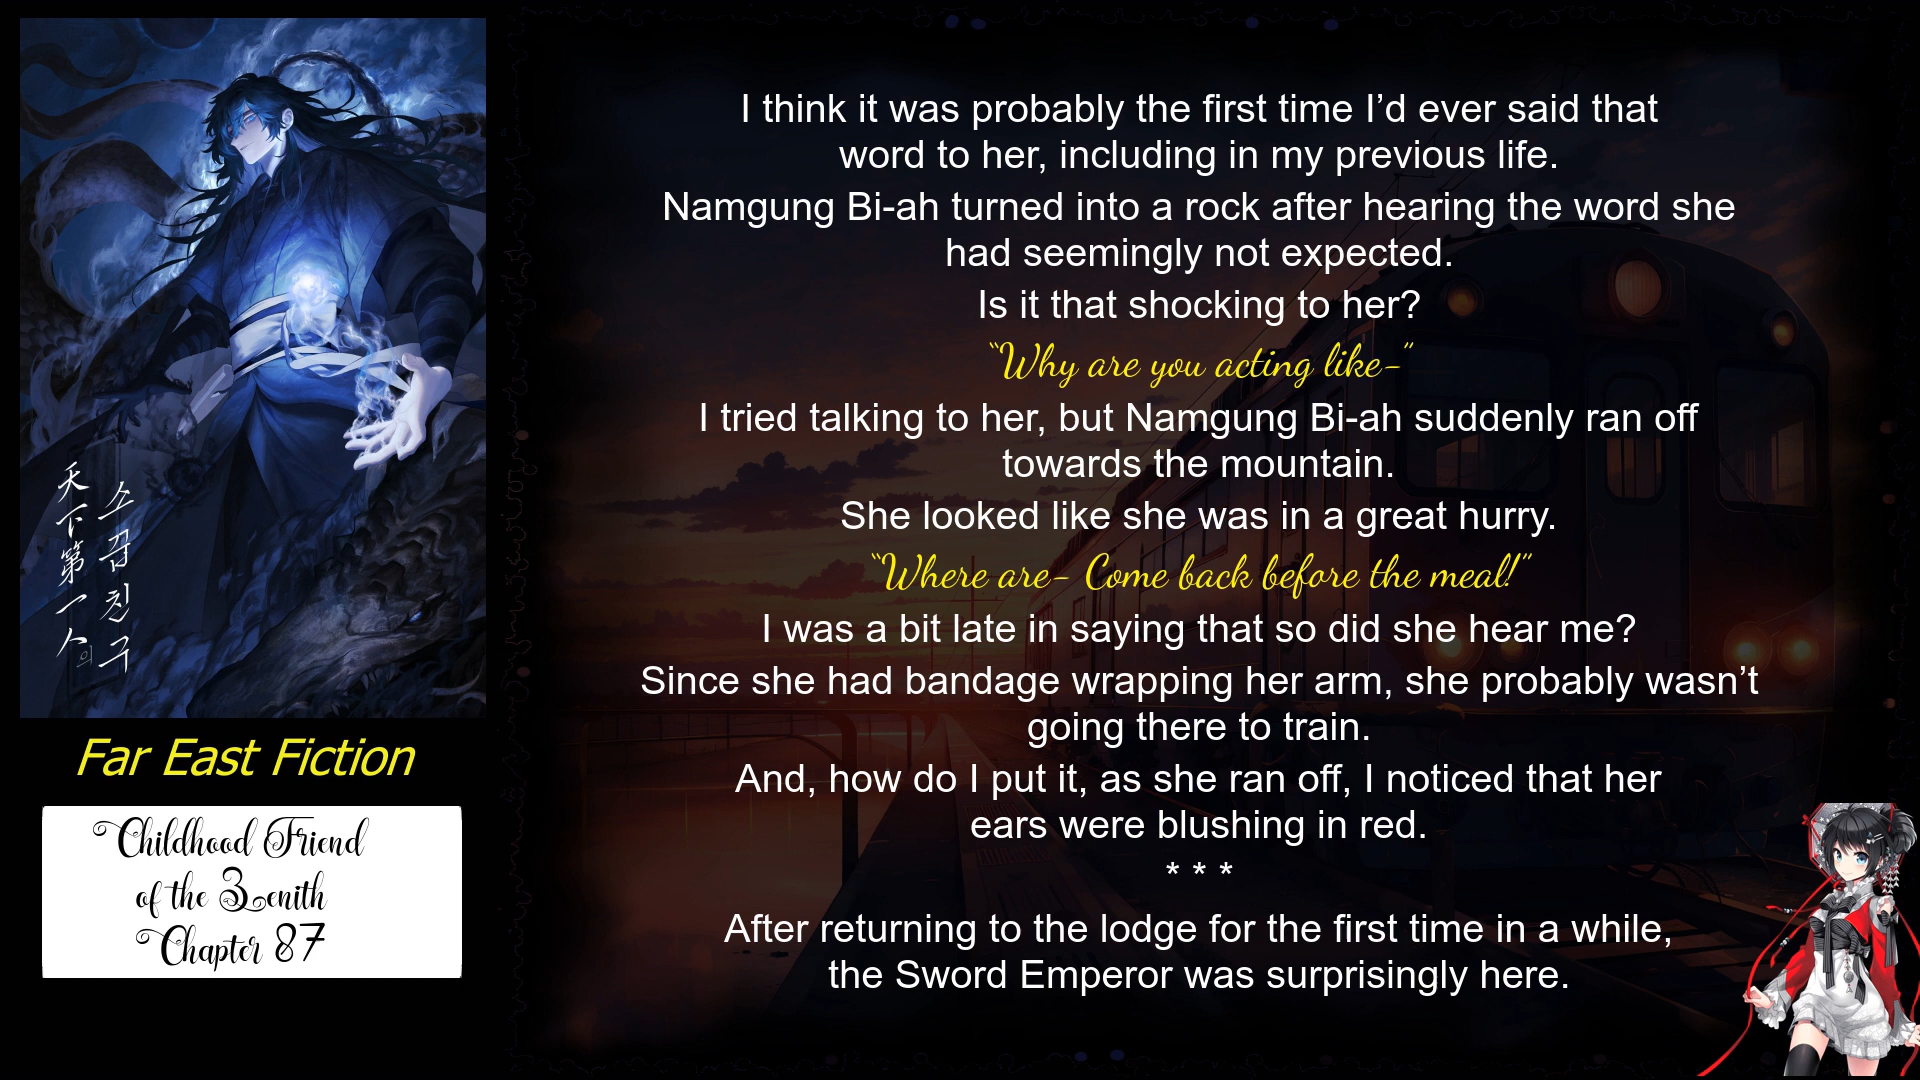 I think it was probably the first time I’d ever said that
word to her, including in my previous life.
Namgung Bi-ah turned into a rock after hearing the word she
had seemingly not expected.
Is it that shocking to her?
“Why are you acting like-”
I tried talking to her, but Namgung Bi-ah suddenly ran off
towards the mountain.
She looked like she was in a great hurry.
“Where are- Come back before the meal!”
I was a bit late in saying that so did she hear me?
Since she had bandage wrapping her arm, she probably wasn’t
going there to train.
And, how do I put it, as she ran off, I noticed that her
ears were blushing in red.
* * *
After returning to the lodge for the first time in a while,
the Sword Emperor was surprisingly here.
天下第一人의
소꿉친구
Far East Fiction
Childhood Friend
of the Zenith
Chapter 87